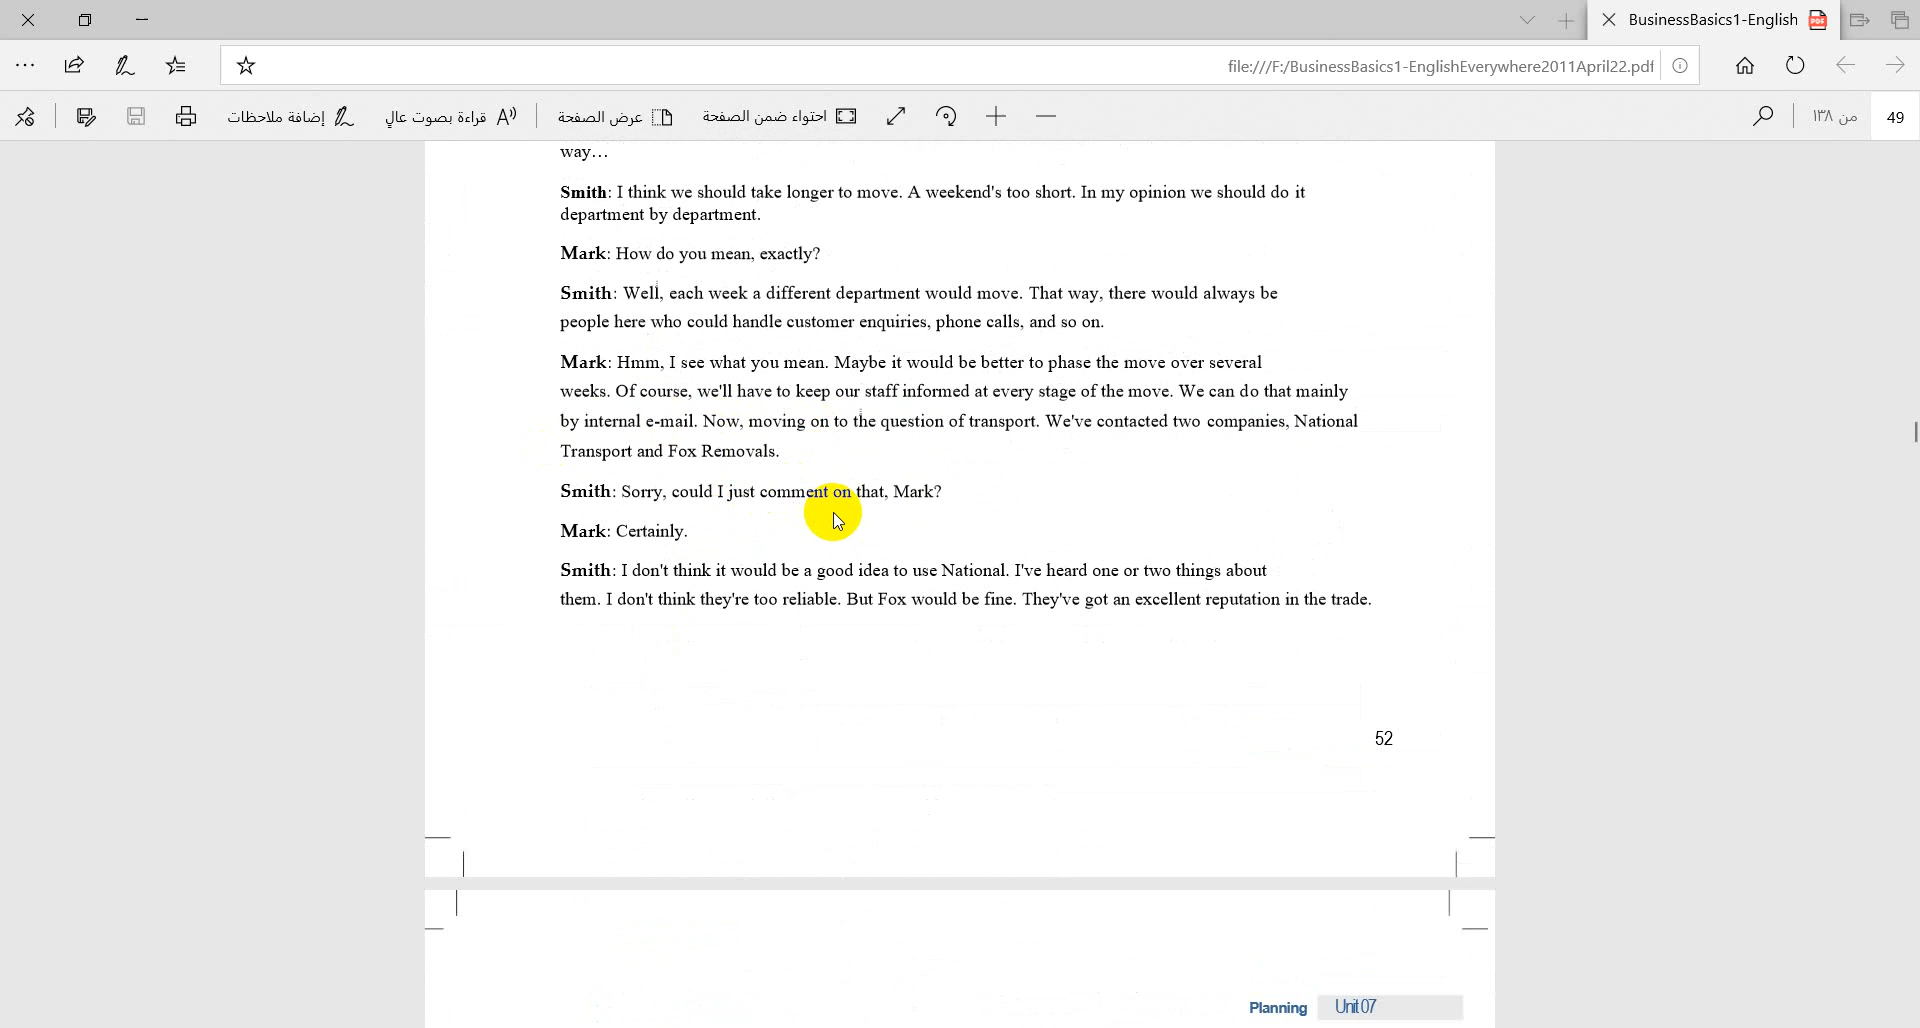 BusinessBasics1-English
file:///F:/BusinessBasics1-EnglishEverywhere2011April22.pdf
إضافة ملاحظات
قراءة بصوت عالٍ
عرض الصفحة
احتواء ضمن الصفحة
من ١٣٨
49
way…
Smith: I think we should take longer to move. A weekend's too short. In my opinion we should do it
department by department.
Mark: How do you mean, exactly?
Smith: Well, each week a different department would move. That way, there would always be
people here who could handle customer enquiries, phone calls, and so on.
Mark: Hmm, I see what you mean. Maybe it would be better to phase the move over several
weeks. Of course, we'll have to keep our staff informed at every stage of the move. We can do that mainly
by internal e-mail. Now, moving on to the question of transport. We've contacted two companies, National
Transport and Fox Removals.
Smith: Sorry, could I just comment on that, Mark?
Mark: Certainly.
Smith: I don't think it would be a good idea to use National. I've heard one or two things about
them. I don't think they're too reliable. But Fox would be fine. They've got an excellent reputation in the trade.
52
Planning Unit 07